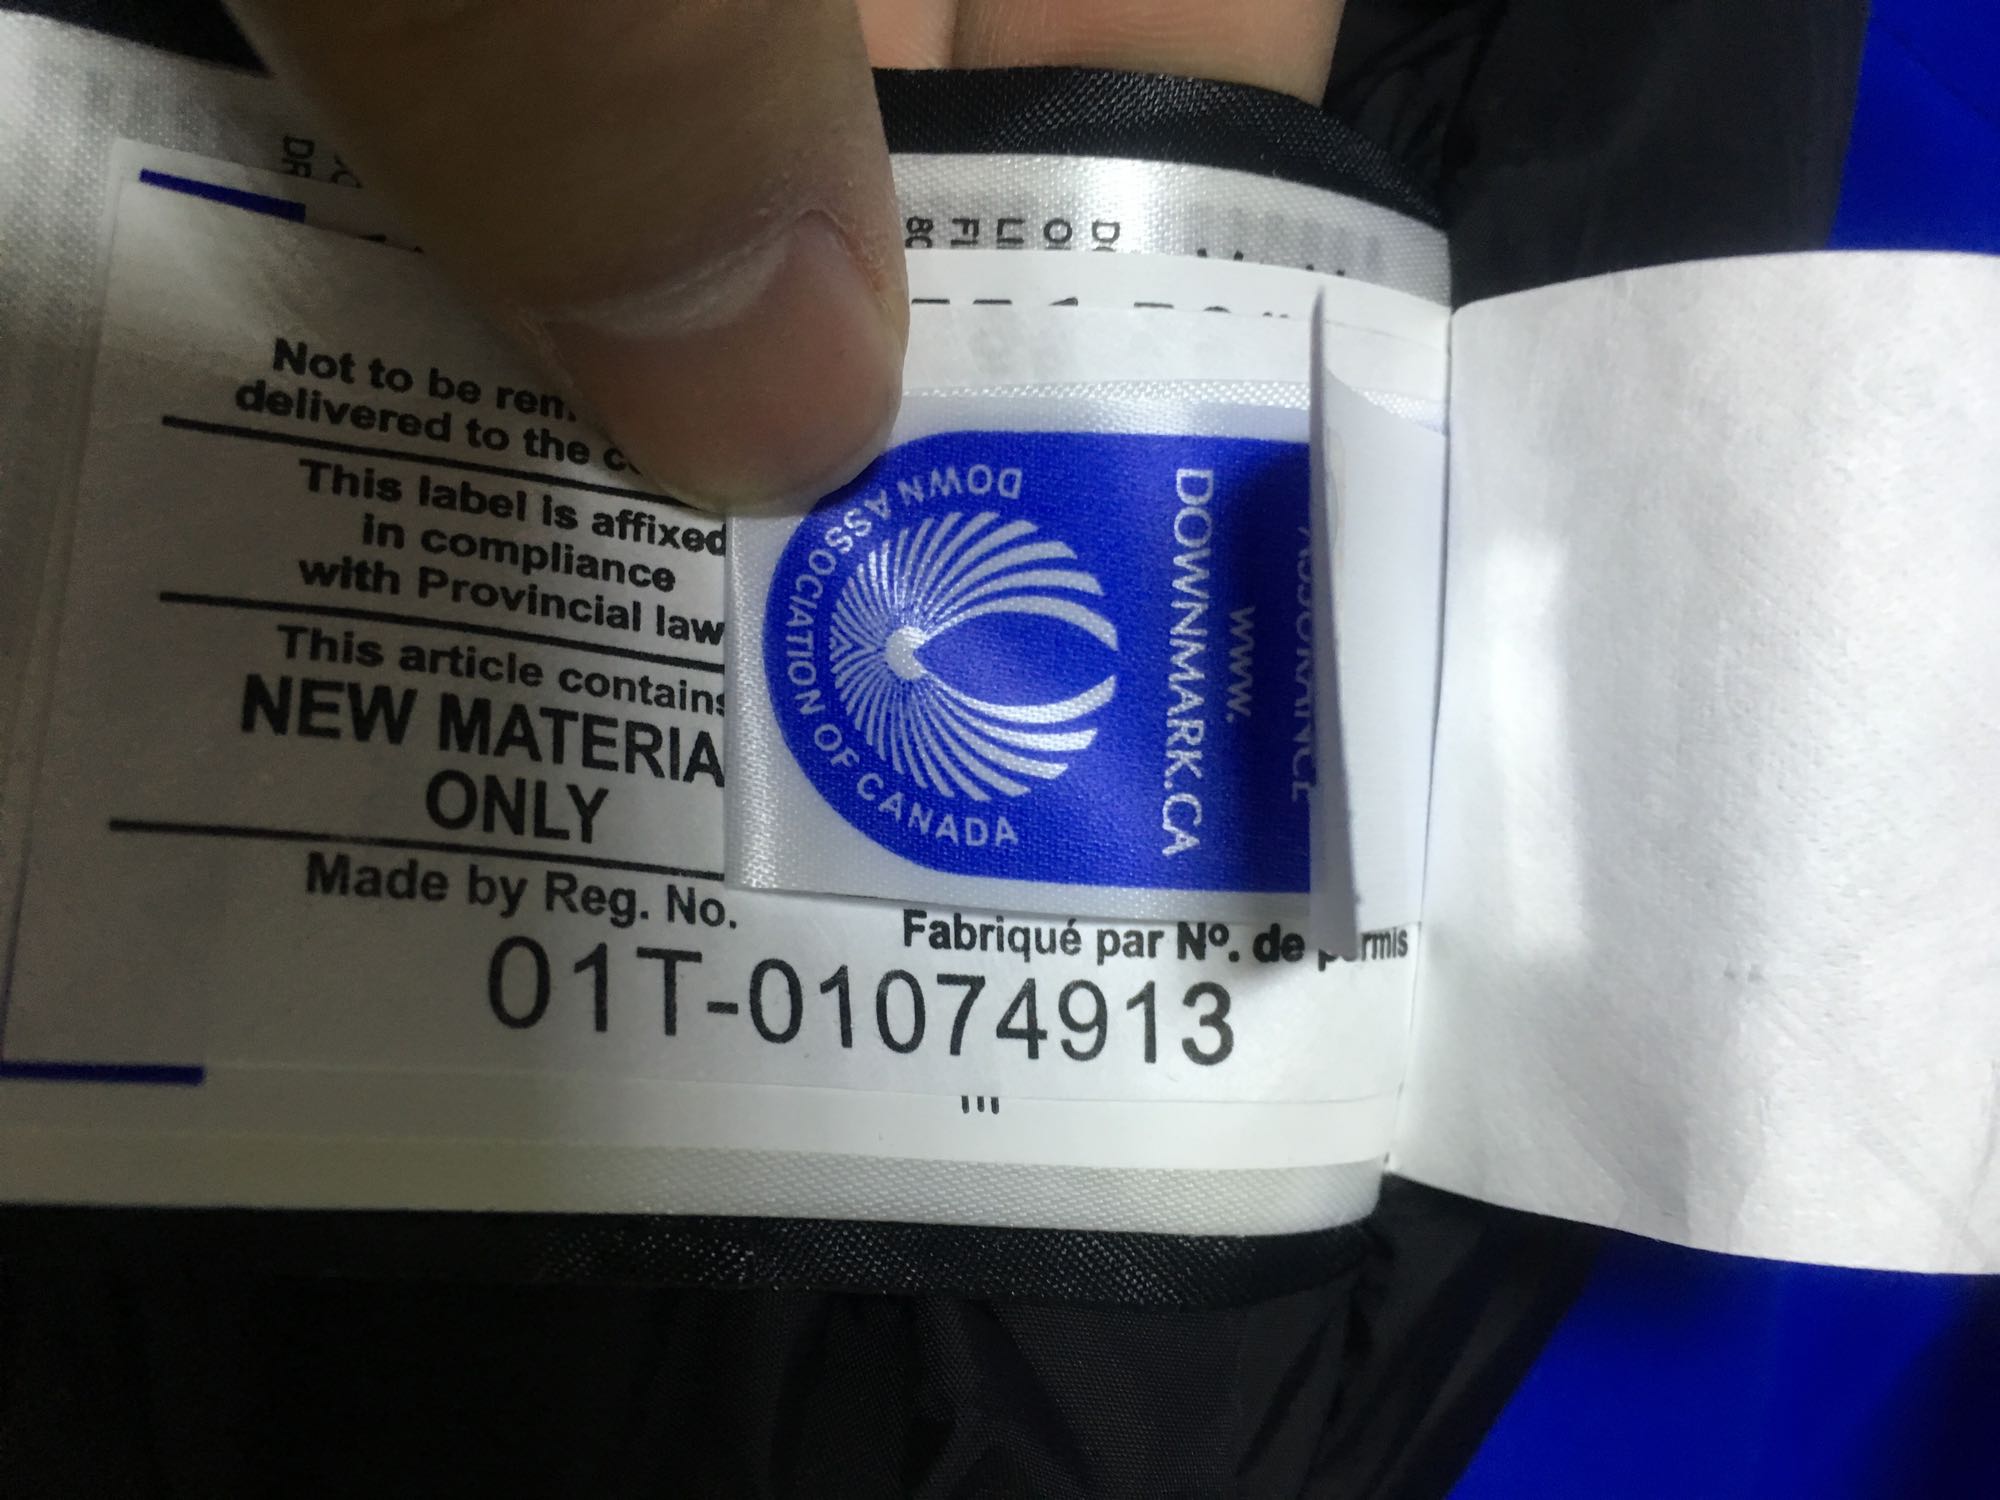 Not to be
delivered to the
This label is affixed
in compliance
with Provincial law
This article contains
NEW MATERIA
ONLY
Made by Reg. No.
Fabriqué par Nº. de
01T-01074913
DOWN ASSOCIATION OF CANADA
WWW.
DOWNMARK.CA